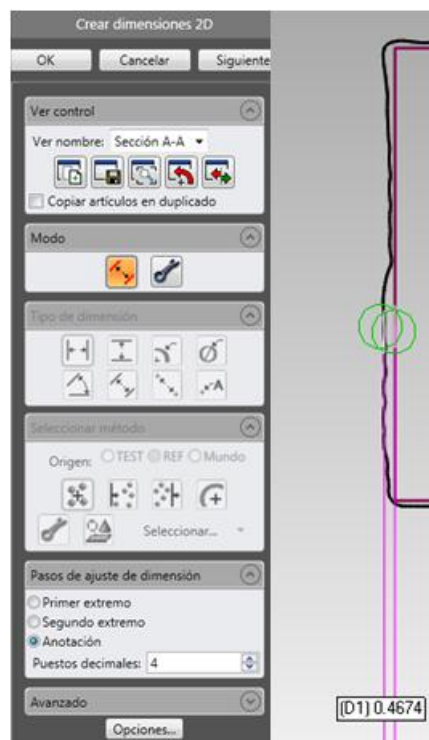 Crear dimensiones 2D
OK Cancelar Siguiente
Ver control
Ver nombre: Sección A-A
Copiar artículos en duplicado
Modo
Tipo de dimensión
A
Seleccionar método
Origen: TEST REF Mundo
Seleccionar...
Pasos de ajuste de dimensión
Primer extremo
Segundo extremo
Anotación
Puestos decimales: 4
Avanzado
Opciones...
(D1) 0.4674